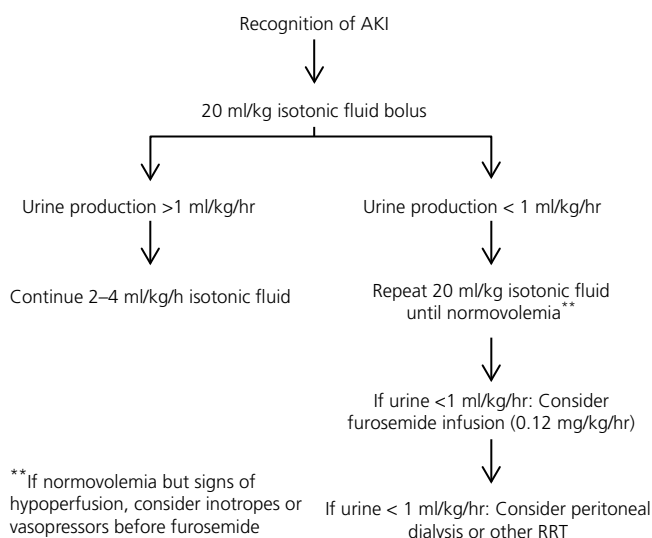 Recognition of AKI
20 ml/kg isotonic fluid bolus
Urine production >1 ml/kg/hr
Continue 2–4 ml/kg/h isotonic fluid
Urine production < 1 ml/kg/hr
Repeat 20 ml/kg isotonic fluid
until normovolemia**
If urine <1 ml/kg/hr: Consider
furosemide infusion (0.12 mg/kg/hr)
If urine < 1 ml/kg/hr: Consider peritoneal
dialysis or other RRT
**If normovolemia but signs of
hypoperfusion, consider inotropes or
vasopressors before furosemide